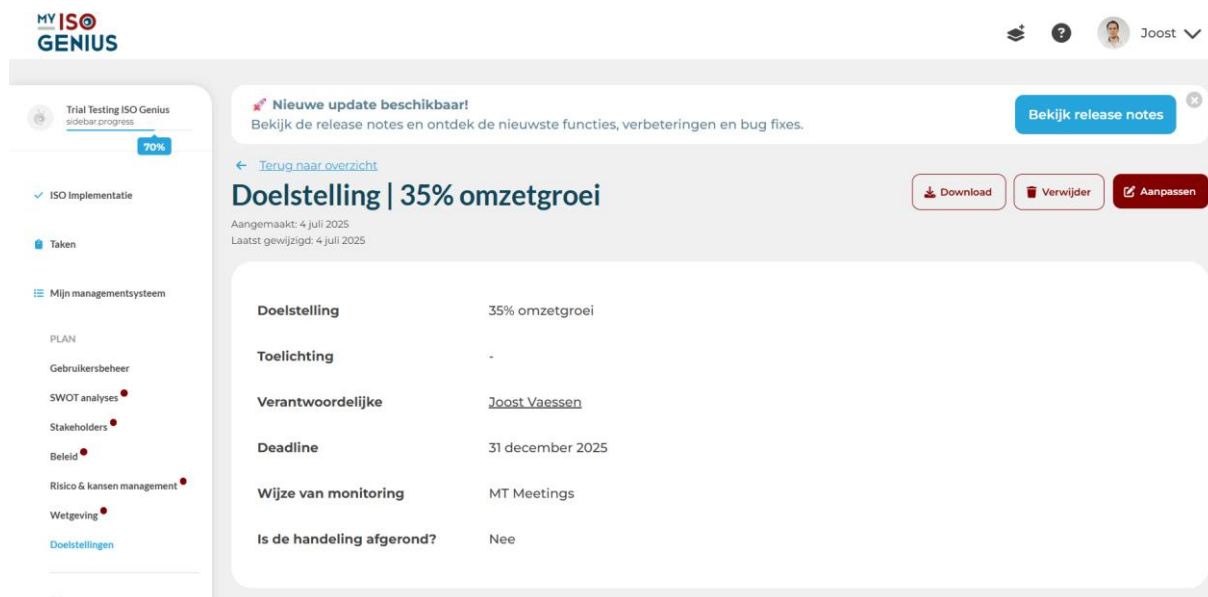 MY ISO
GENIUS
Joost
Trial Testing ISO Genius
sidebar.progress
70%
ISO Implementatie
Taken
Mijn managementsysteem
PLAN
Gebruikersbeheer
SWOT analyses
Stakeholders
Beleid
Risico & kansen management
Wetgeving
Doelstellingen
🚀 Nieuwe update beschikbaar!
Bekijk de release notes en ontdek de nieuwste functies, verbeteringen en bug fixes.
Bekijk release notes
← Terug naar overzicht
Doelstelling | 35% omzetgroei
Aangemaakt: 4 juli 2025
Laatst gewijzigd: 4 juli 2025
Download
Verwijder
Aanpassen
Doelstelling 35% omzetgroei
Toelichting -
Verantwoordelijke Joost Vaessen
Deadline 31 december 2025
Wijze van monitoring MT Meetings
Is de handeling afgerond? Nee